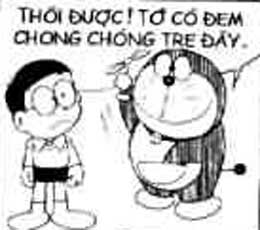 THÔI ĐƯỢC! TỚ CÓ ĐEM
CHONG CHÓNG TRE ĐÂY.